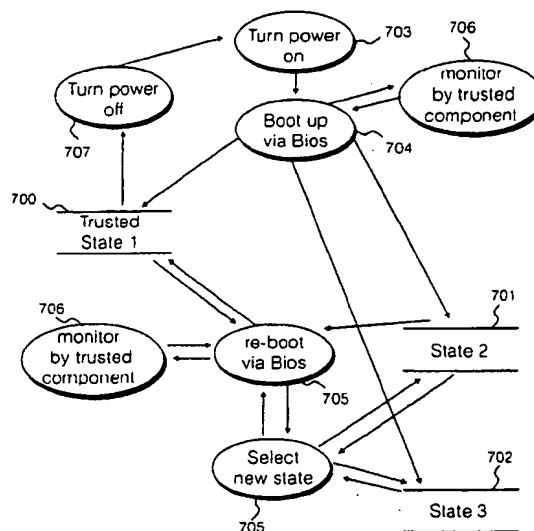 Turn power
on
703
706
monitor
by trusted
component
Turn power
off
707
Boot up
via Bios
704
700
Trusted
State 1
706
monitor
by trusted
component
re-boot
via Bios
705
701
State 2
Select
new state
705
702
State 3